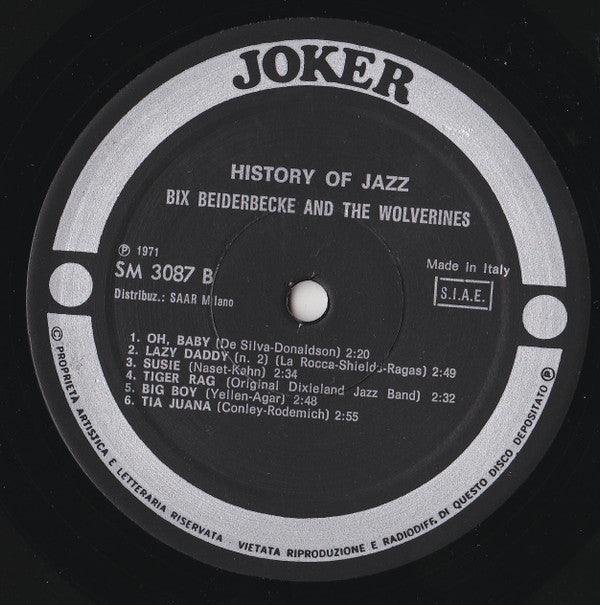 JOKER
HISTORY OF JAZZ
BIX BEIDERBECKE AND THE WOLVERINES
Ⓟ 1971
SM 3087 B
Distribuz.: SAAR Milano
Made in Italy
S.I.A.E.
1. OH, BABY (De Silva-Donaldson) 2:20
2. LAZY DADDY (n. 2) (La Rocca-Shields-Ragas) 2:49
3. SUSIE (Naset-Kahn) 2:34
4. TIGER RAG (Original Dixieland Jazz Band) 2:32
5. BIG BOY (Yellen-Agar) 2:48
6. TIA JUANA (Conley-Rodemich) 2:55
© PROPRIETÀ ARTISTICA E LETTERARIA RISERVATA - VIETATA RIPRODUZIONE E RADIODIFF. DI QUESTO DISCO DEPOSITATO Ⓟ